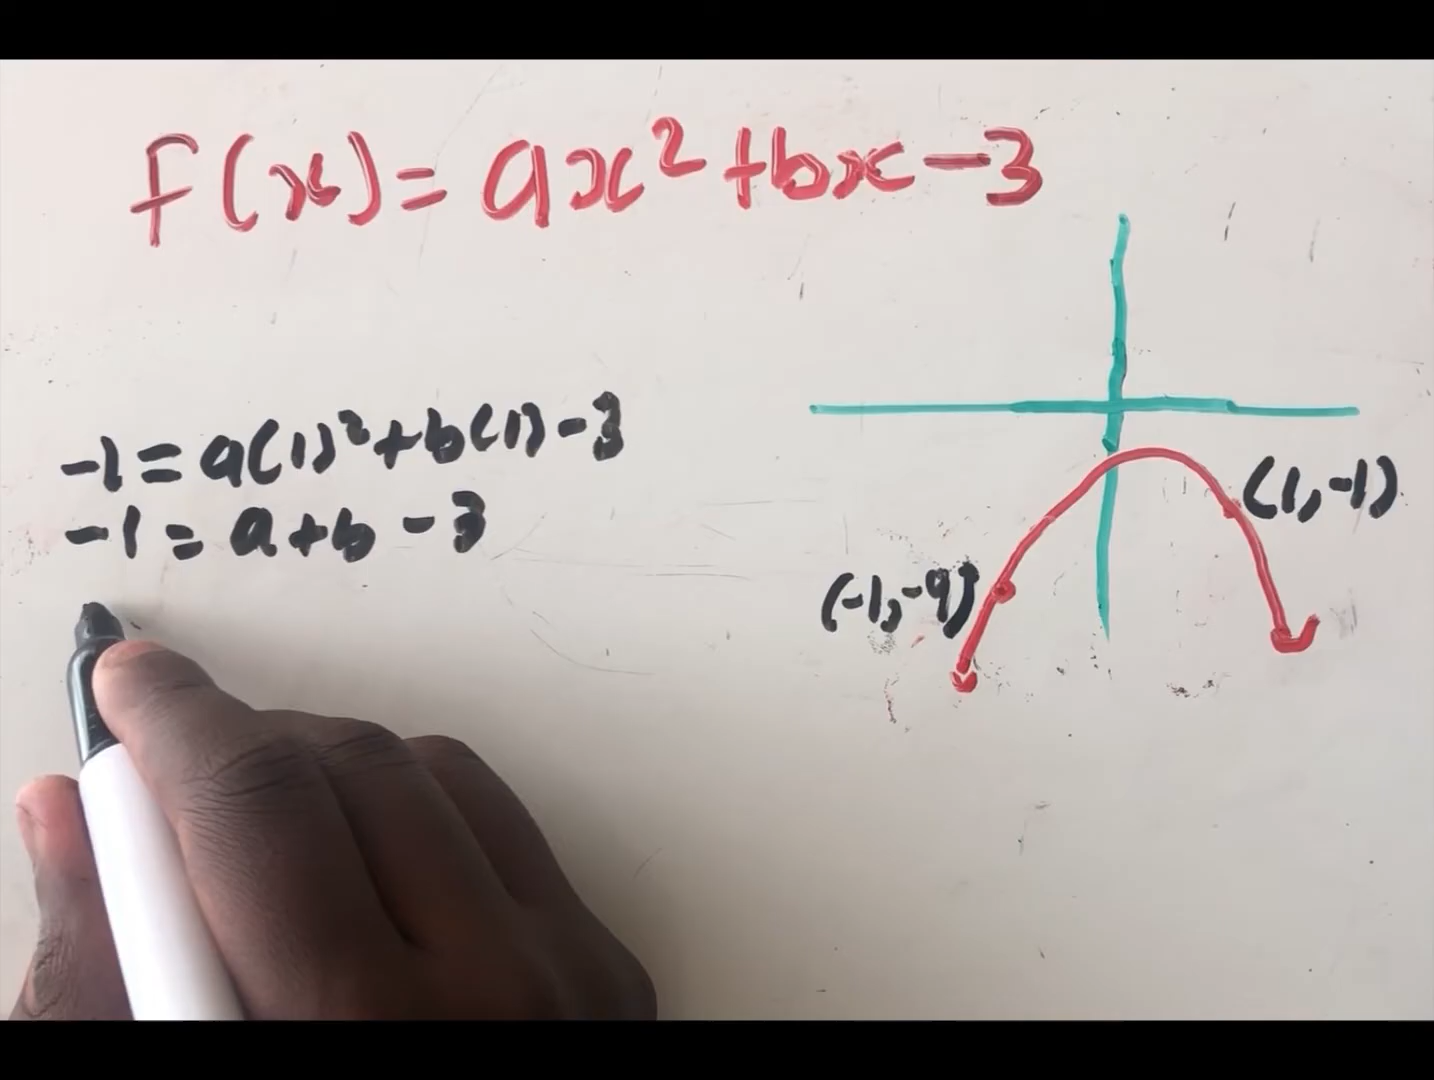 F(x) = ax² + bx - 3
-1 = a(1)² + b(1) - 3
-1 = a + b - 3
(1, -1)
(-1, -9)